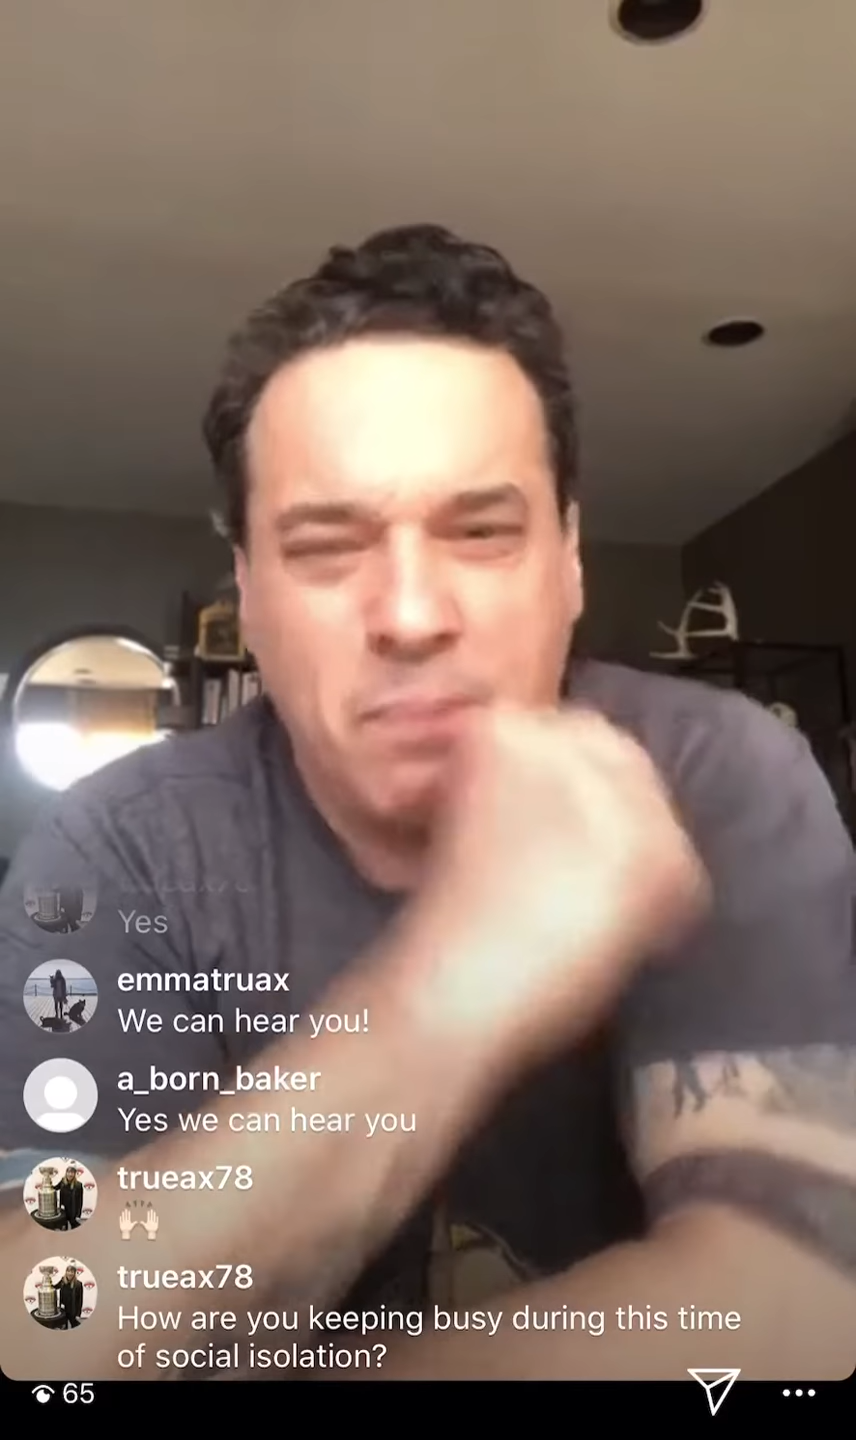 Yes
emmatruax
We can hear you!
a_born_baker
Yes we can hear you
trueax78
🙌🏻
trueax78
How are you keeping busy during this time
of social isolation?
65